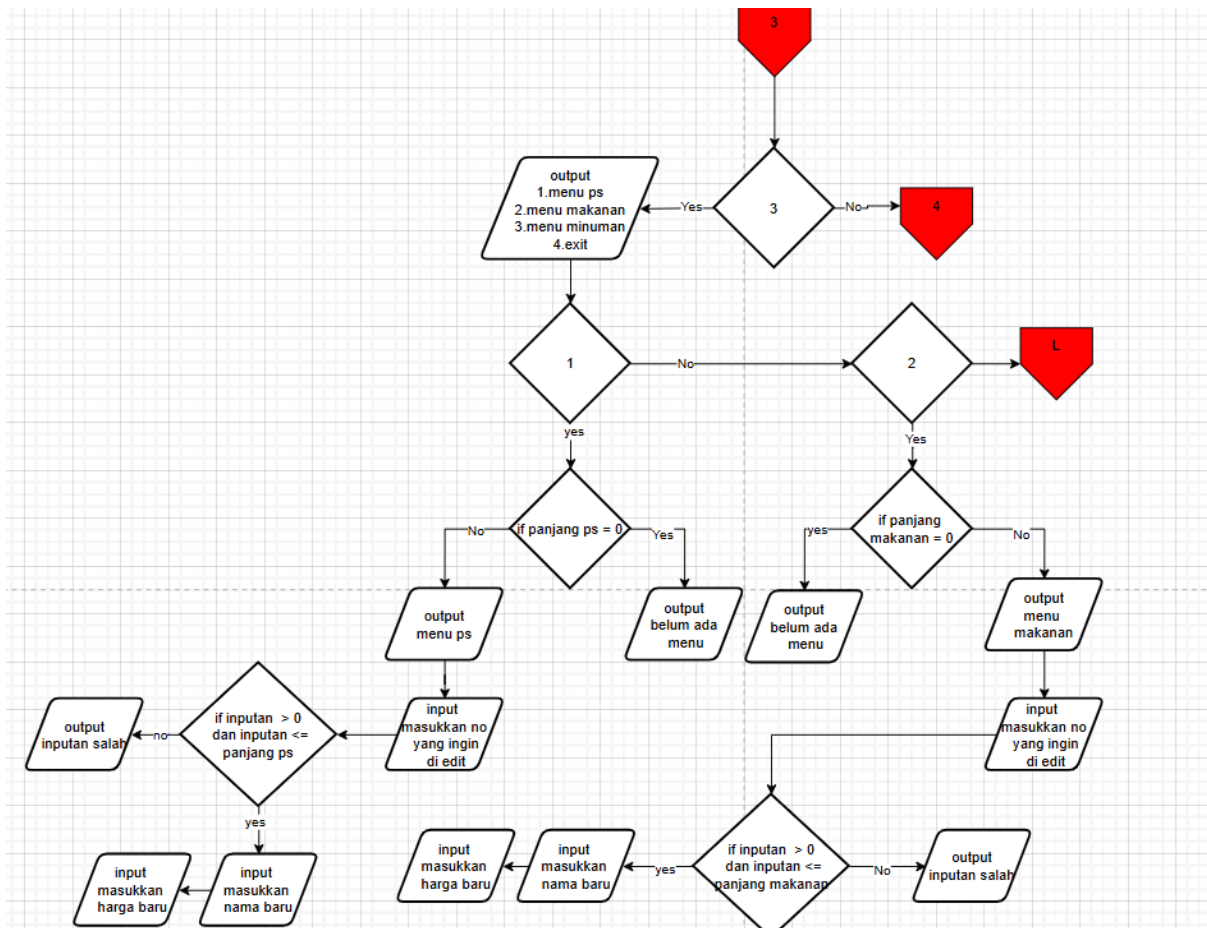 3
output
1.menu ps
2.menu makanan
3.menu minuman
4.exit
Yes
3
No
4
1
No
2
L
yes
Yes
No
if panjang ps = 0
Yes
yes
if panjang
makanan = 0
No
output
menu ps
output
belum ada
menu
output
belum ada
menu
output
menu
makanan
output
inputan salah
no
if inputan > 0
dan inputan <=
panjang ps
input
masukkan no
yang ingin
di edit
input
masukkan no
yang ingin
di edit
yes
input
masukkan
harga baru
input
masukkan
nama baru
input
masukkan
harga baru
input
masukkan
nama baru
yes
if inputan > 0
dan inputan <=
panjang makanan
No
output
inputan salah